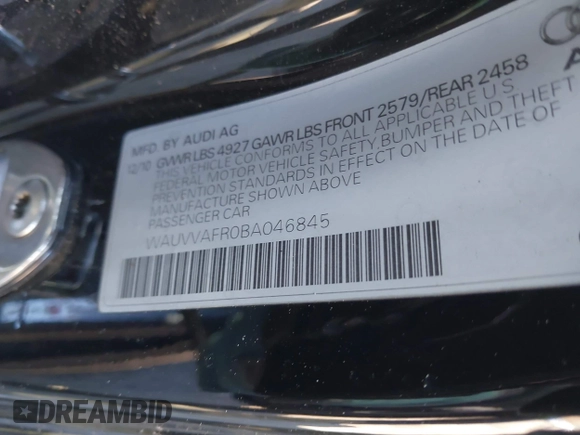 MFD. BY AUDI AG
12/10 GWWR LBS 4927 GAWR LBS FRONT 2579/REAR 2458
THIS VEHICLE CONFORMS TO ALL APPLICABLE U S
FEDERAL MOTOR VEHICLE SAFETY, BUMPER AND THEFT
PREVENTION STANDARDS IN EFFECT ON THE DATE OF
MANUFACTURE SHOWN ABOVE
PASSENGER CAR
WAUVVAFR0BA046845
DREAMBID